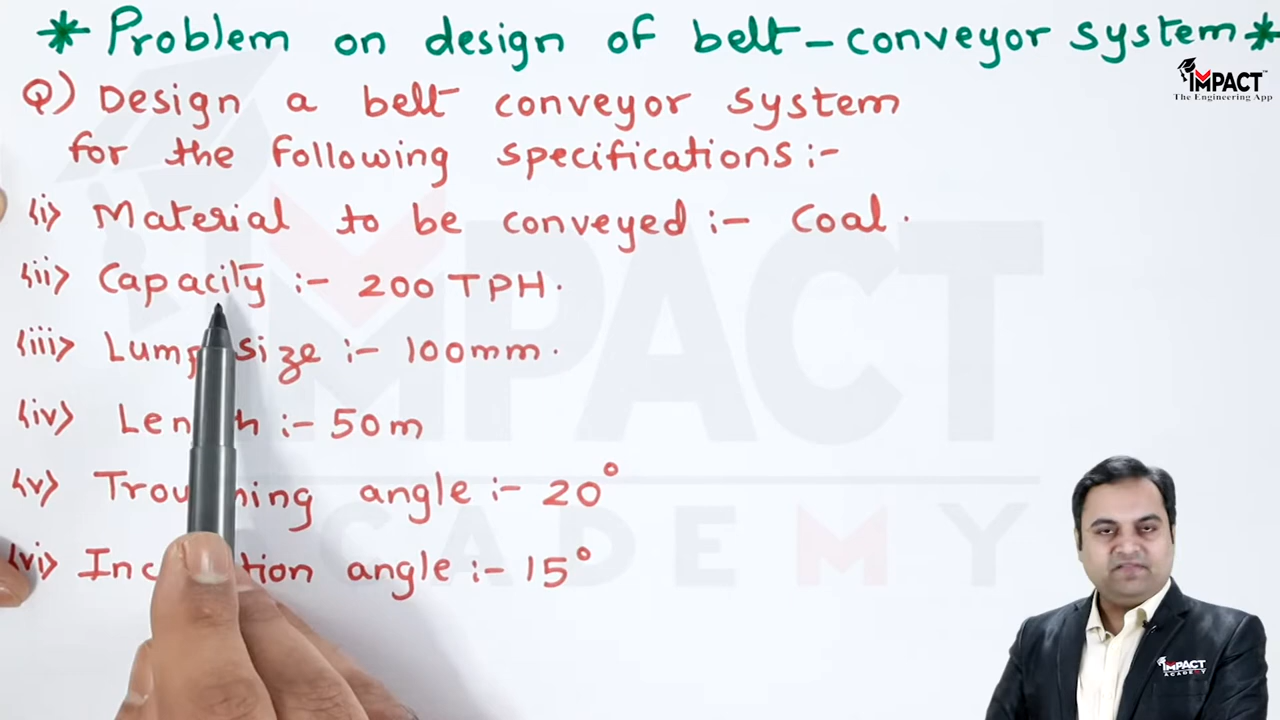 * Problem on design of belt-conveyor system *
IMPACT
The Engineering App
Q) Design a belt conveyor system
for the following specifications:-
(i) Material to be conveyed :- Coal.
(ii) Capacity :- 200 TPH.
(iii) size :- 100mm.
(iv) :- 50m
(v) angle :- 20°
(vi) angle :- 15°
IMPACT
ACADEMY
IMPACT
ACADEMY